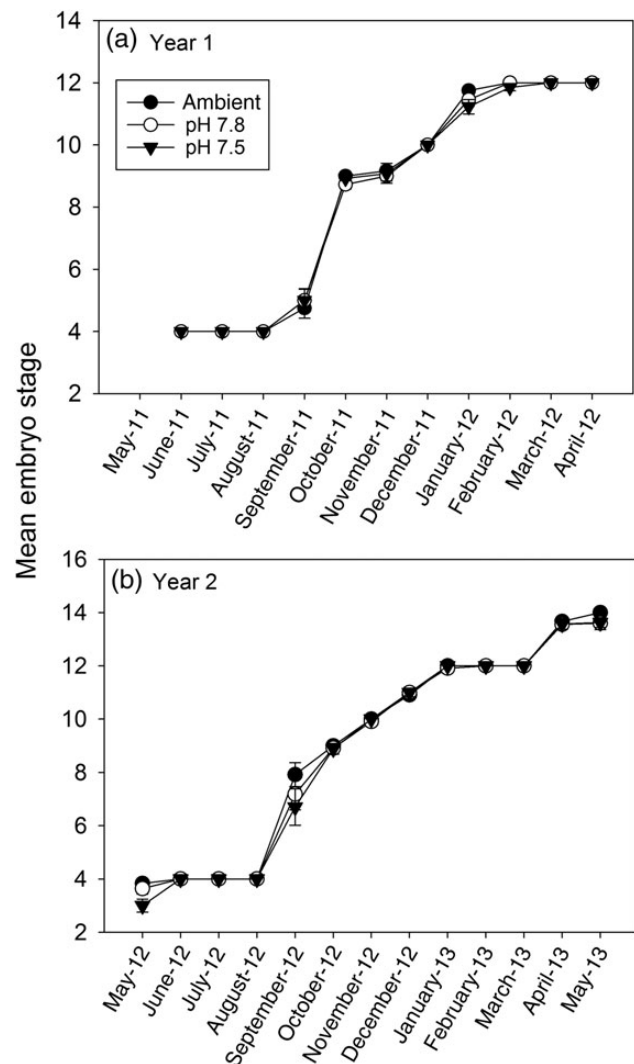 Mean embryo stage
(a) Year 1
Ambient
pH 7.8
pH 7.5
14
12
10
8
6
4
2
May-11
June-11
July-11
August-11
September-11
October-11
November-11
December-11
January-12
February-12
March-12
April-12
(b) Year 2
16
14
12
10
8
6
4
2
May-12
June-12
July-12
August-12
September-12
October-12
November-12
December-12
January-13
February-13
March-13
April-13
May-13